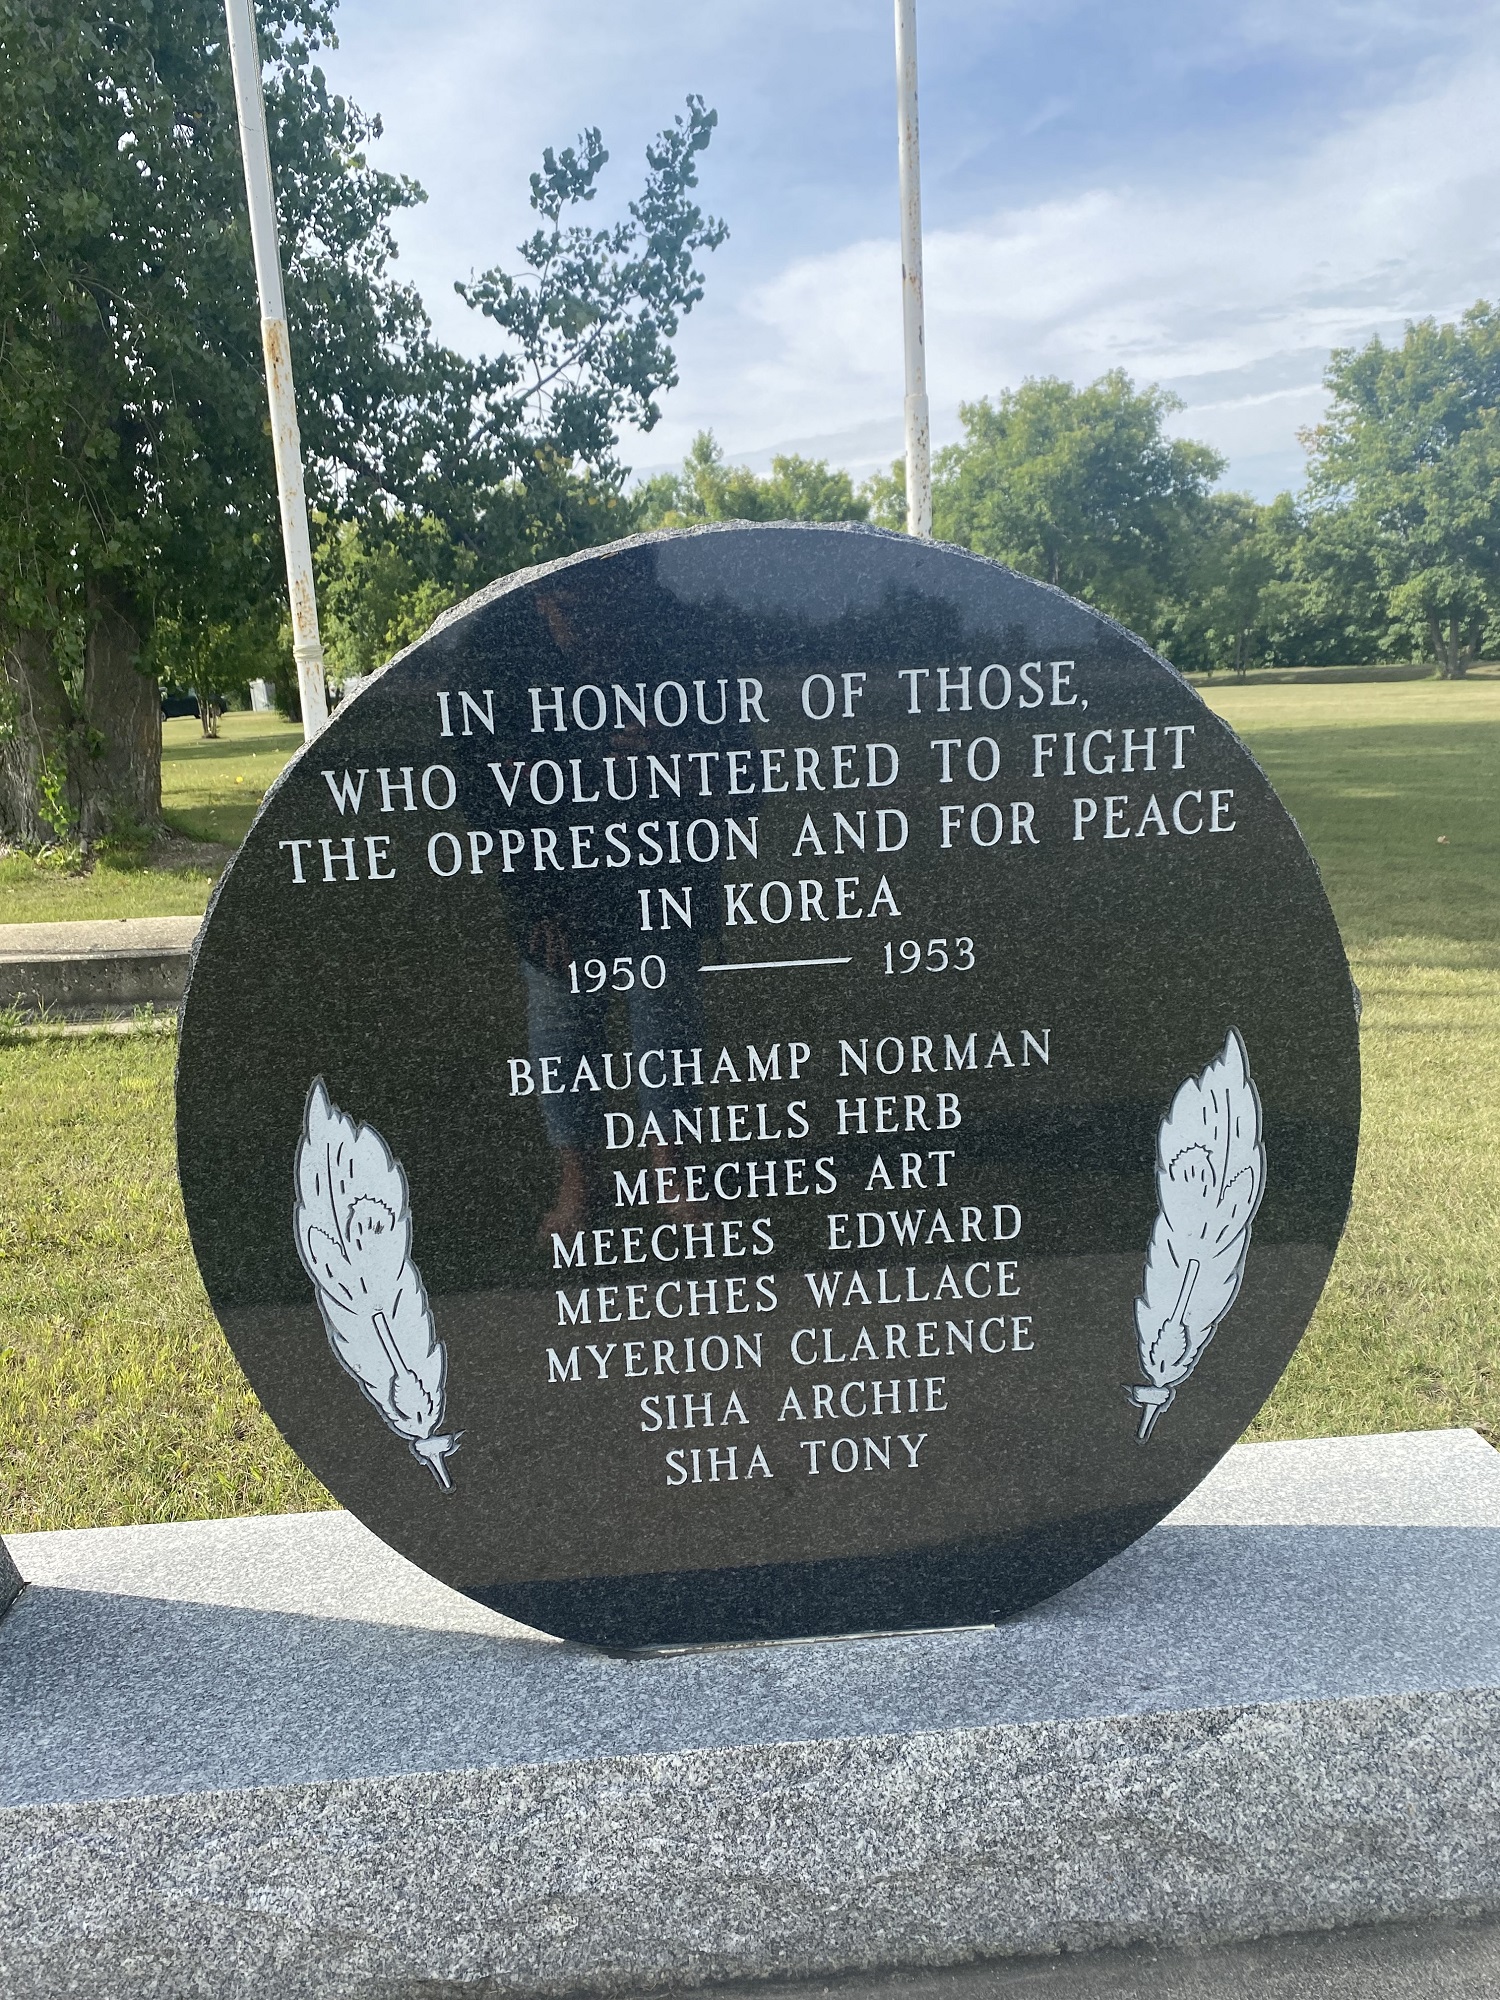 IN HONOUR OF THOSE,
WHO VOLUNTEERED TO FIGHT
THE OPPRESSION AND FOR PEACE
IN KOREA
1950 — 1953
BEAUCHAMP NORMAN
DANIELS HERB
MEECHES ART
MEECHES EDWARD
MEECHES WALLACE
MYERION CLARENCE
SIHA ARCHIE
SIHA TONY